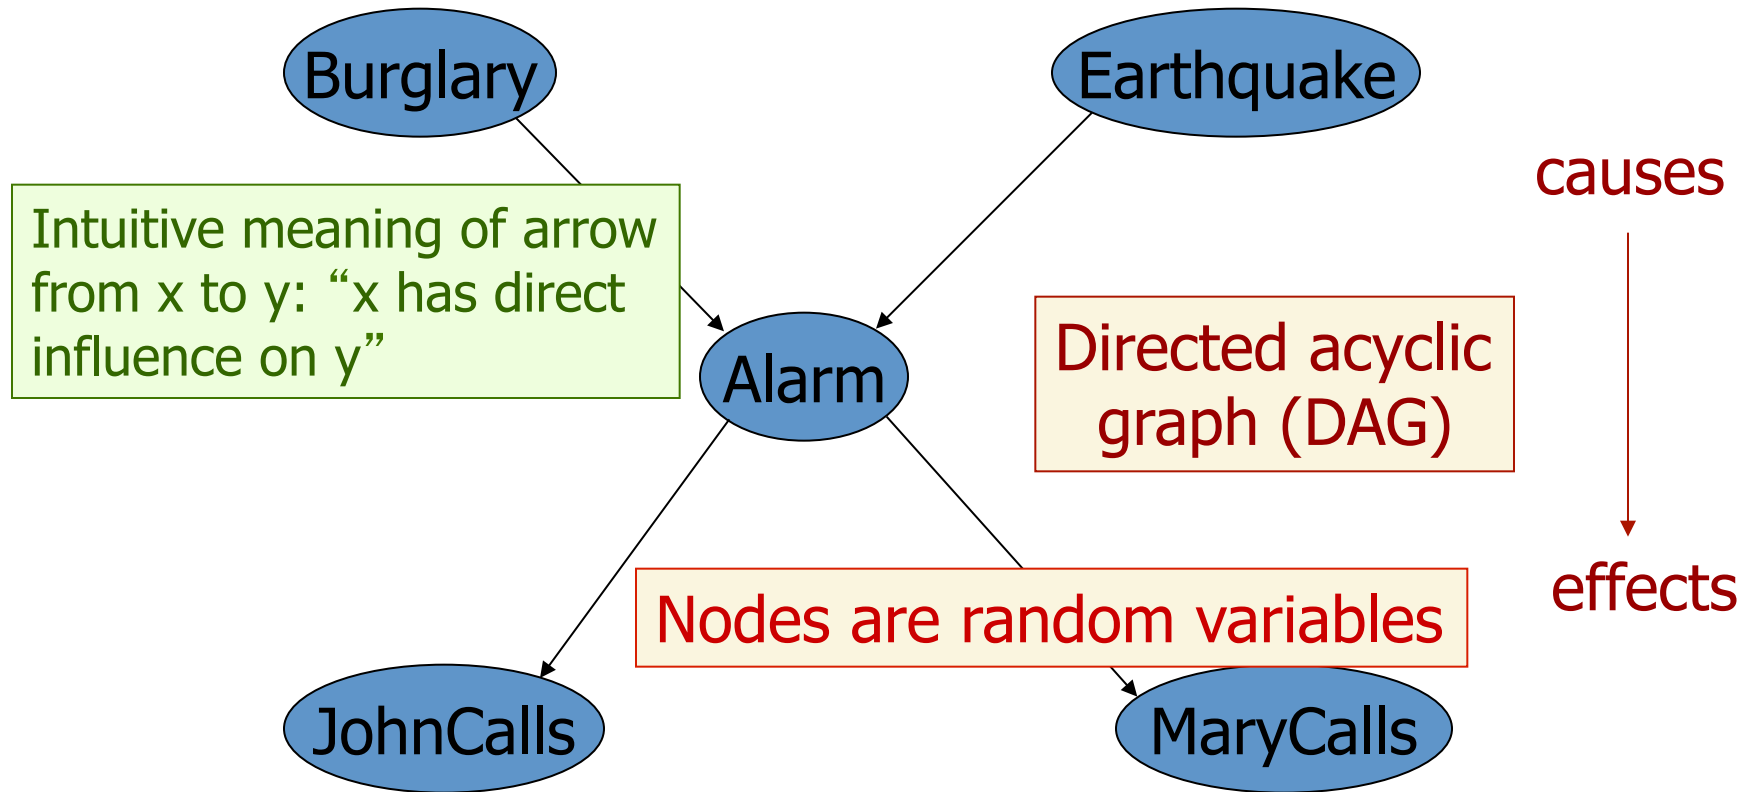 Burglary
Earthquake
causes
Intuitive meaning of arrow
from x to y: “x has direct
influence on y”
Directed acyclic
graph (DAG)
Alarm
effects
Nodes are random variables
JohnCalls
MaryCalls